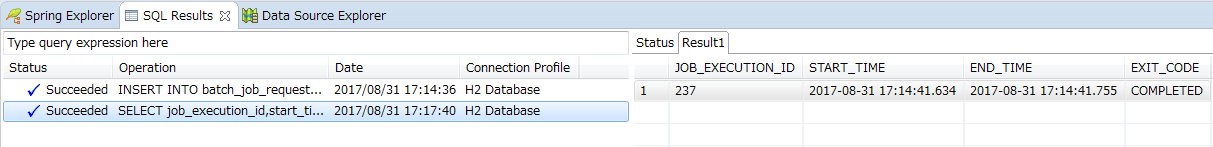 Spring Explorer SQL Results Data Source Explorer
Type query expression here
Status Operation Date Connection Profile
Succeeded INSERT INTO batch_job_request... 2017/08/31 17:14:36 H2 Database
Succeeded SELECT job_execution_id,start_ti... 2017/08/31 17:17:40 H2 Database
Status Result1
JOB_EXECUTION_ID START_TIME END_TIME EXIT_CODE
1 237 2017-08-31 17:14:41.634 2017-08-31 17:14:41.755 COMPLETED